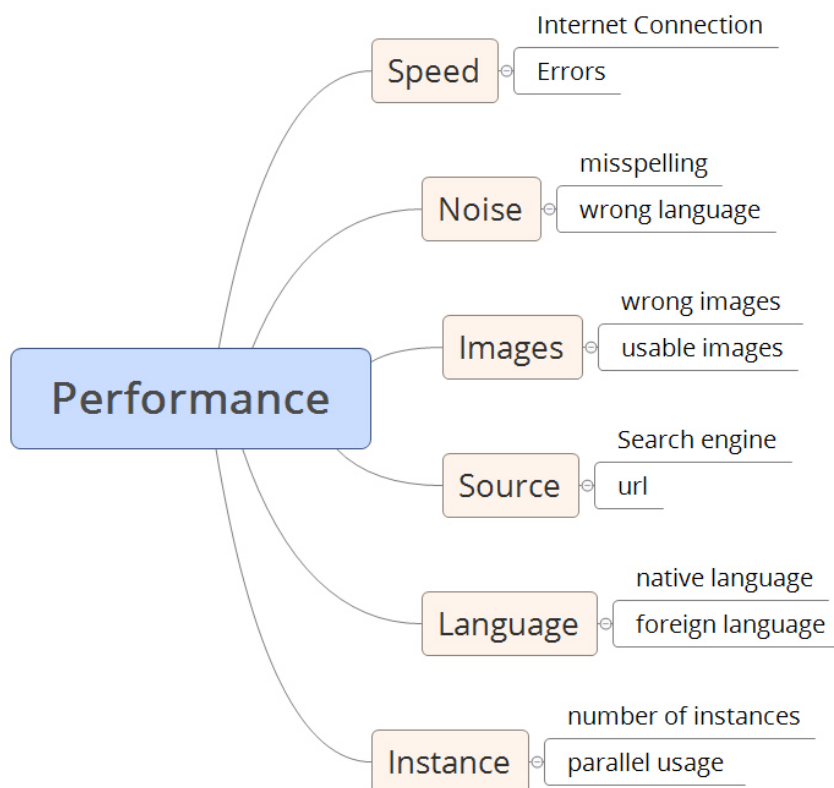 Internet Connection
Speed
Errors
misspelling
Noise
wrong language
wrong images
Images
usable images
Performance
Search engine
Source
url
native language
Language
foreign language
number of instances
Instance
parallel usage